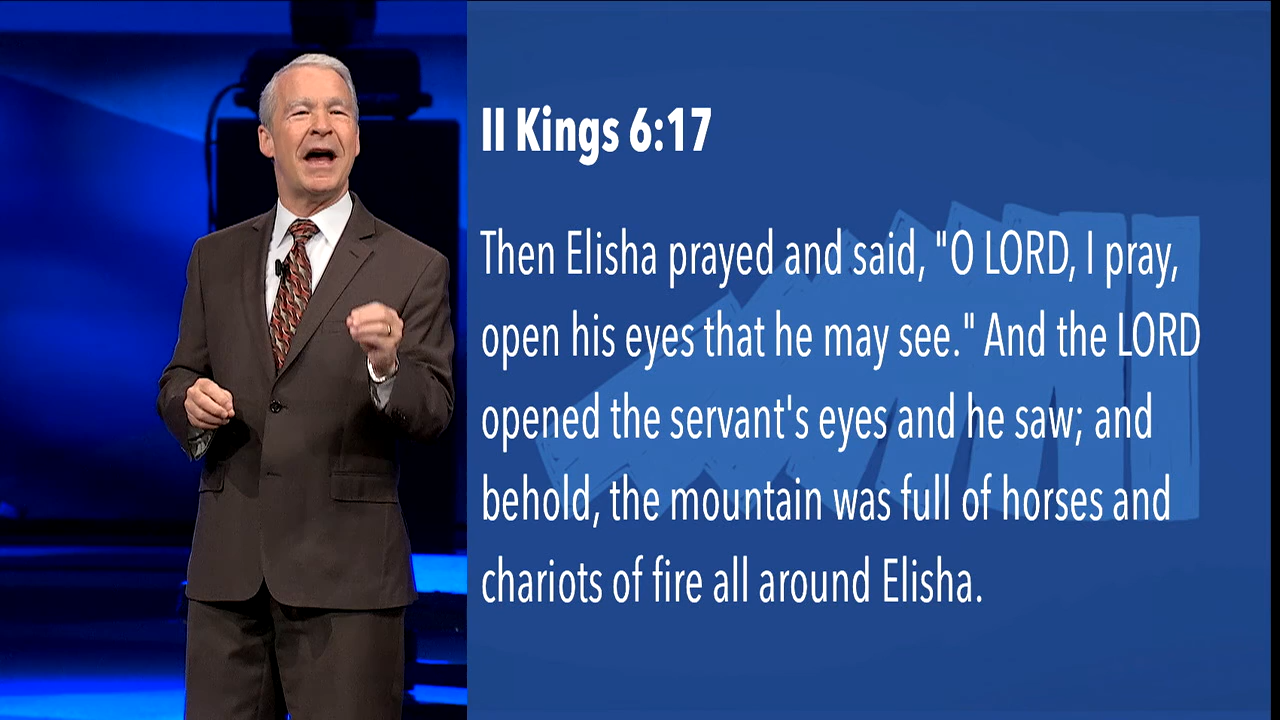 II Kings 6:17
Then Elisha prayed and said, "O LORD, I pray,
open his eyes that he may see." And the LORD
opened the servant's eyes and he saw; and
behold, the mountain was full of horses and
chariots of fire all around Elisha.